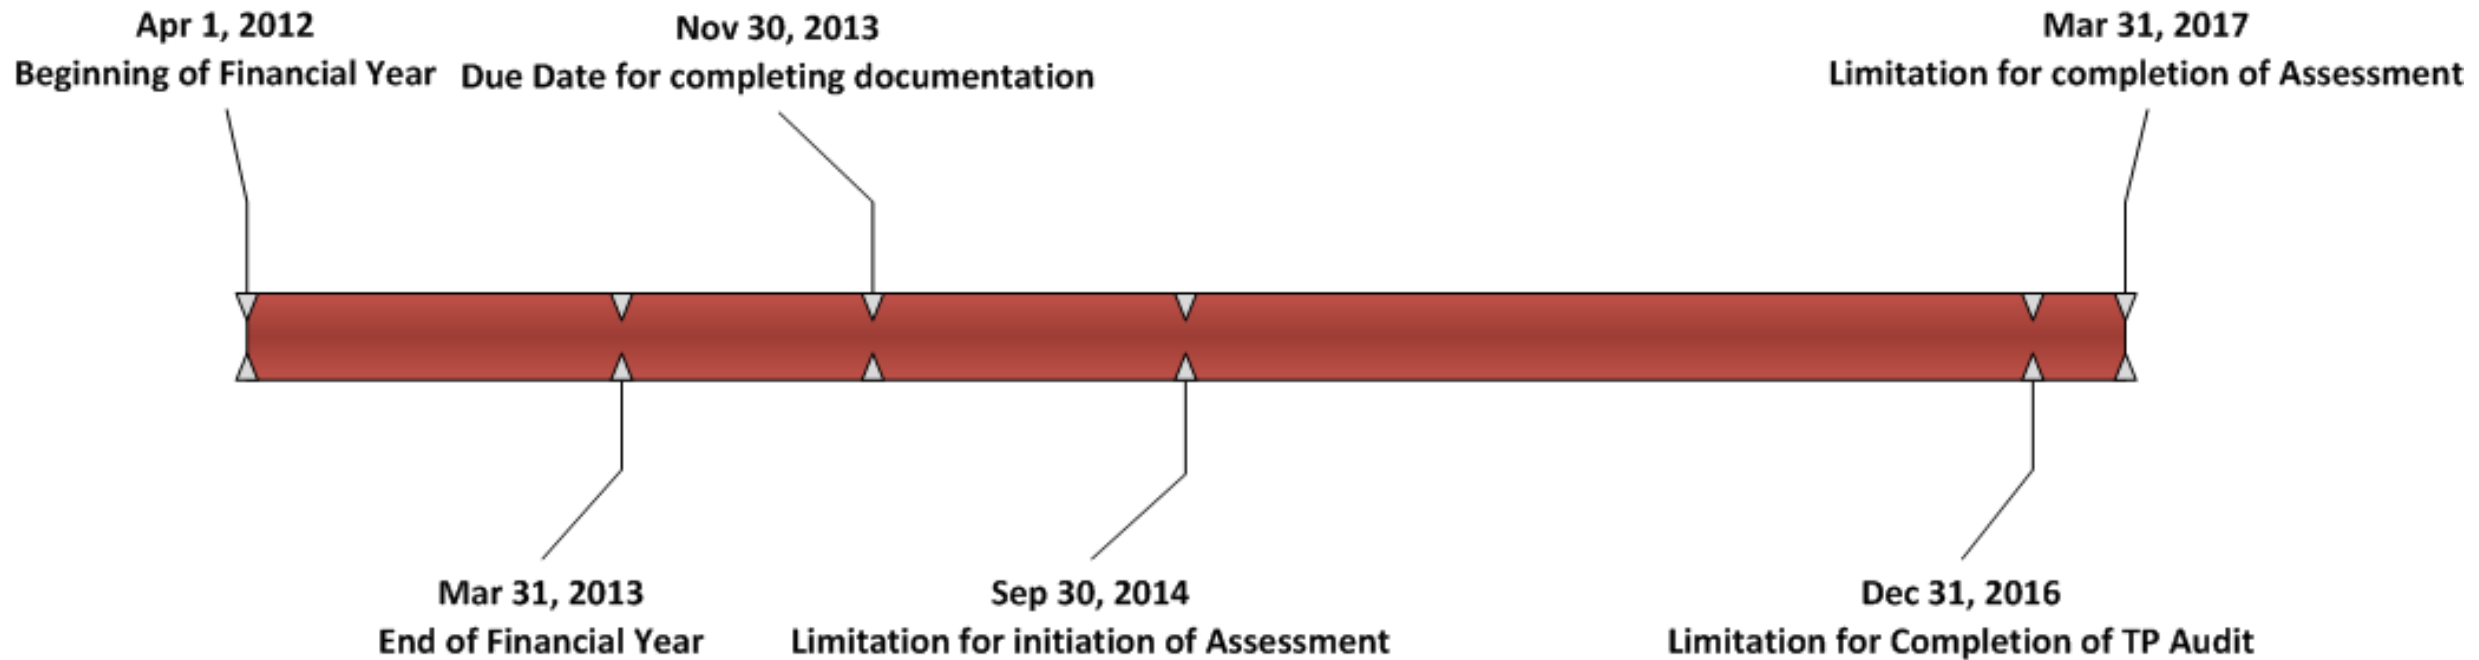 Apr 1, 2012
Beginning of Financial Year
Nov 30, 2013
Due Date for completing documentation
Mar 31, 2017
Limitation for completion of Assessment
Mar 31, 2013
End of Financial Year
Sep 30, 2014
Limitation for initiation of Assessment
Dec 31, 2016
Limitation for Completion of TP Audit